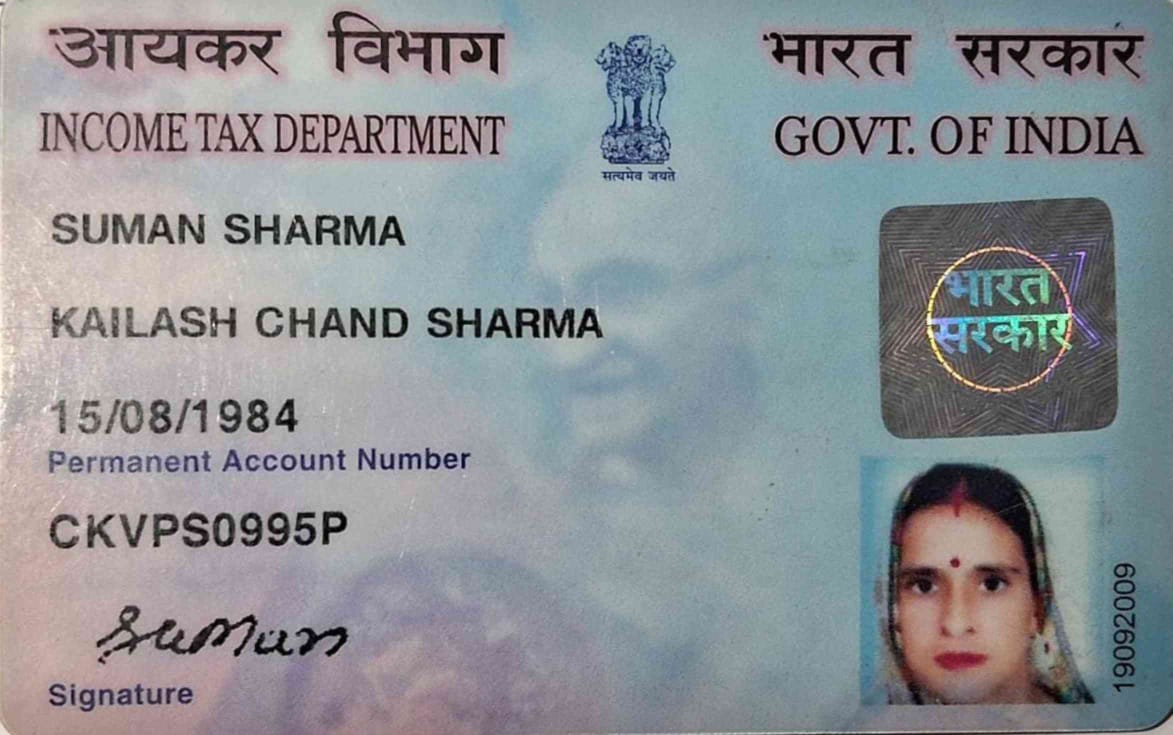 आयकर विभाग
INCOME TAX DEPARTMENT
सत्यमेव जयते
भारत सरकार
GOVT. OF INDIA
SUMAN SHARMA
KAILASH CHAND SHARMA
15/08/1984
Permanent Account Number
CKVPS0995P
Suman
Signature
भारत
सरकार
19092009